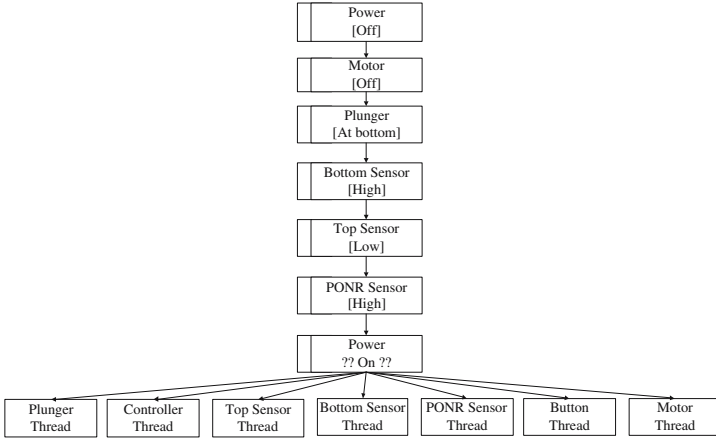 Power
[Off]
Motor
[Off]
Plunger
[At bottom]
Bottom Sensor
[High]
Top Sensor
[Low]
PONR Sensor
[High]
Power
?? On ??
Plunger
Thread
Controller
Thread
Top Sensor
Thread
Bottom Sensor
Thread
PONR Sensor
Thread
Button
Thread
Motor
Thread